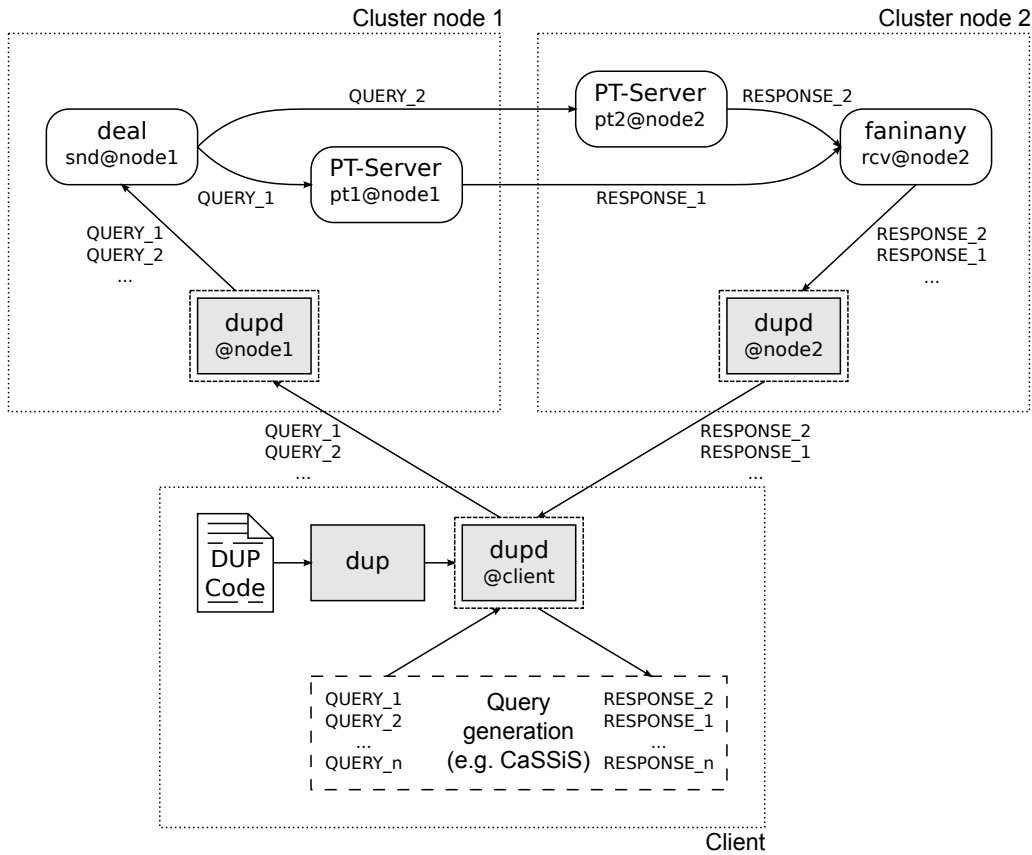 Cluster node 1
Cluster node 2
deal
snd@node1
QUERY_2
QUERY_1
PT-Server
pt1@node1
PT-Server
pt2@node2
RESPONSE_2
RESPONSE_1
faninany
rcv@node2
QUERY_1
QUERY_2
...
RESPONSE_2
RESPONSE_1
...
dupd
@node1
dupd
@node2
QUERY_1
QUERY_2
...
RESPONSE_2
RESPONSE_1
...
DUP
Code
dup
dupd
@client
QUERY_1
QUERY_2
...
QUERY_n
Query
generation
(e.g. CaSSiS)
RESPONSE_2
RESPONSE_1
...
RESPONSE_n
Client